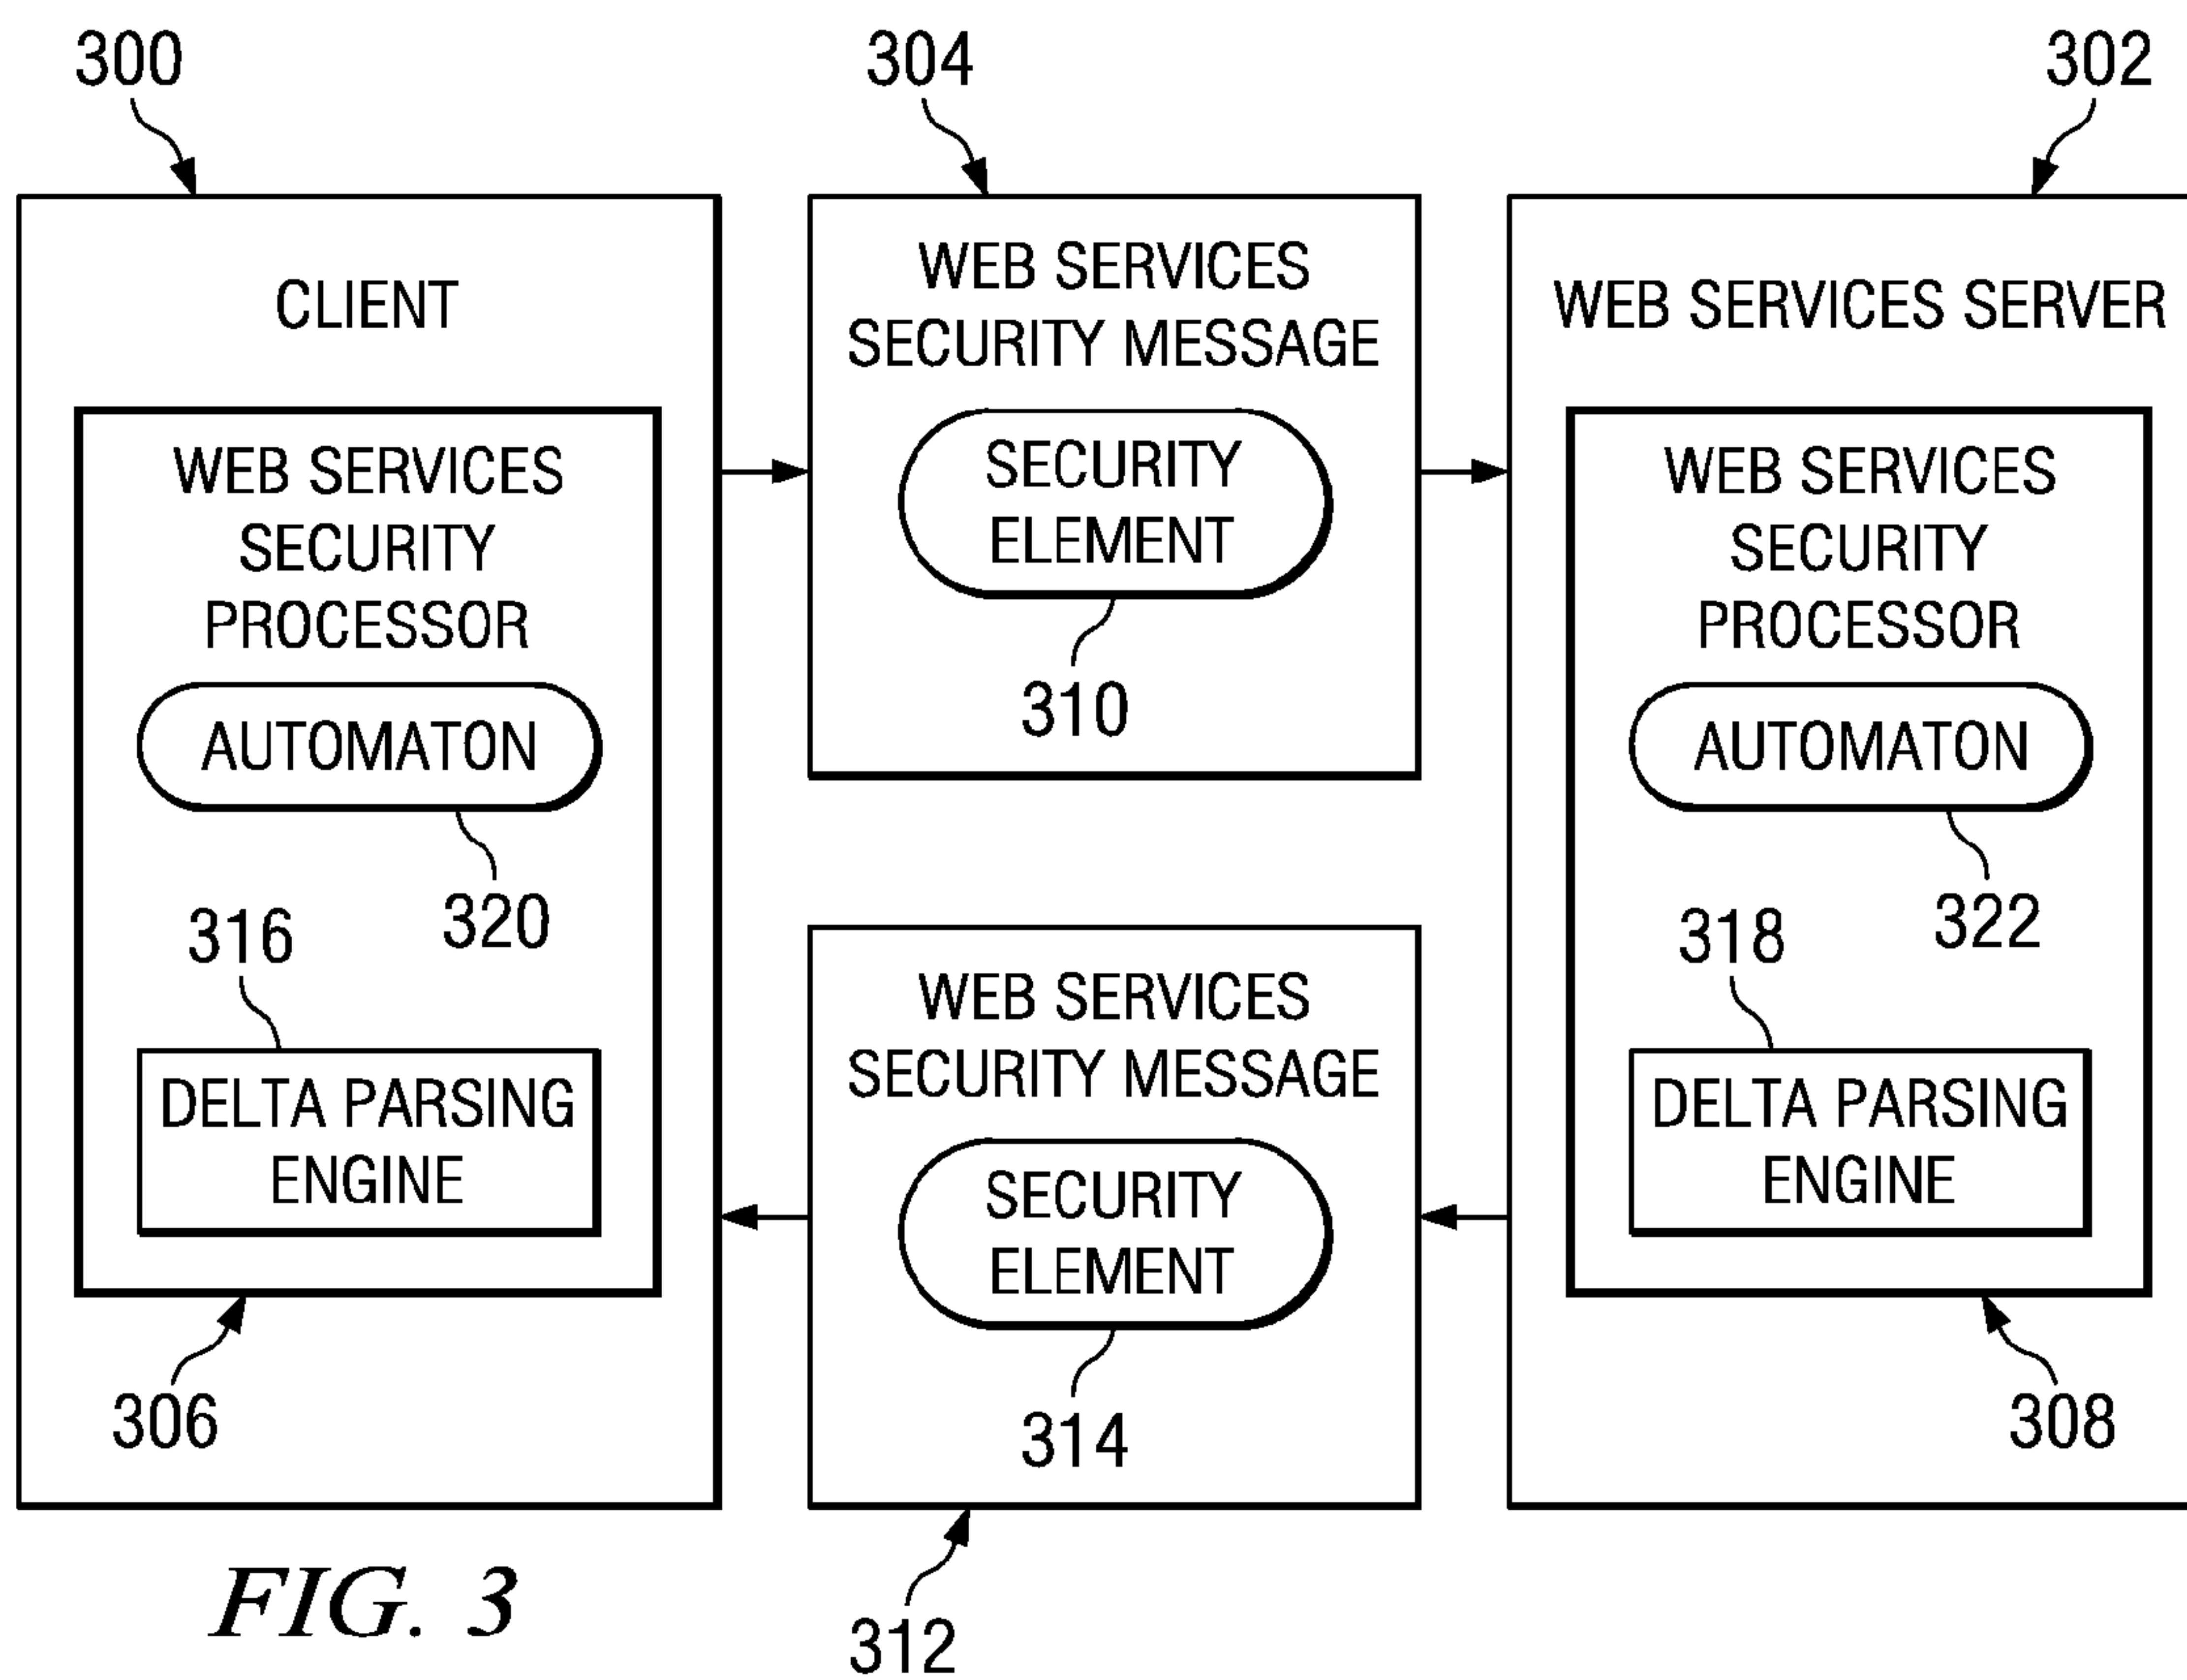 300
304
302
CLIENT
WEB SERVICES
SECURITY PROCESSOR
AUTOMATON
320
316
DELTA PARSING
ENGINE
306
WEB SERVICES
SECURITY MESSAGE
SECURITY
ELEMENT
310
WEB SERVICES
SECURITY MESSAGE
SECURITY
ELEMENT
314
312
WEB SERVICES SERVER
WEB SERVICES
SECURITY
PROCESSOR
AUTOMATON
322
318
DELTA PARSING
ENGINE
308
FIG. 3